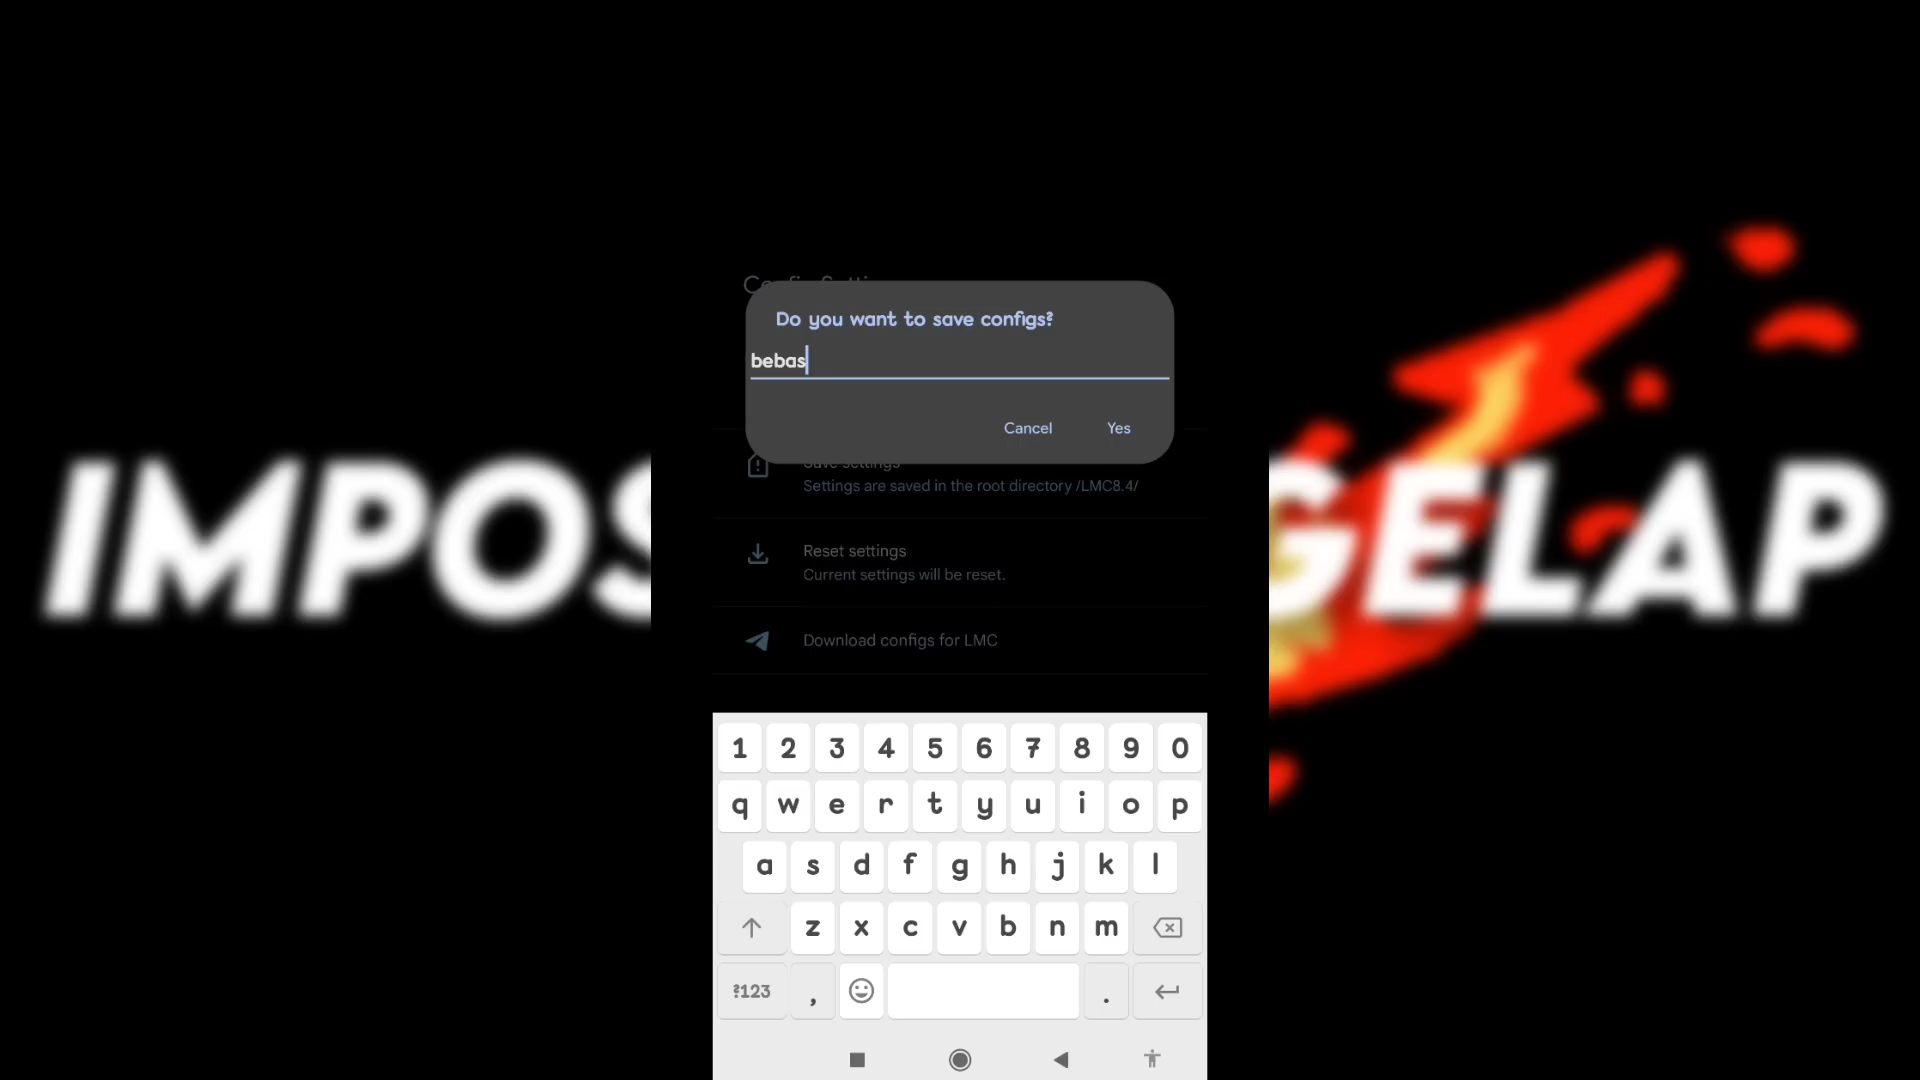 Do you want to save configs?
bebas
Cancel Yes
Save settings
Settings are saved in the root directory /LMC8.4/
Reset settings
Current settings will be reset.
Download configs for LMC
IMPOS
GELAP
1 2 3 4 5 6 7 8 9 0
q w e r t y u i o p
a s d f g h j k l
z x c v b n m
?123 , .